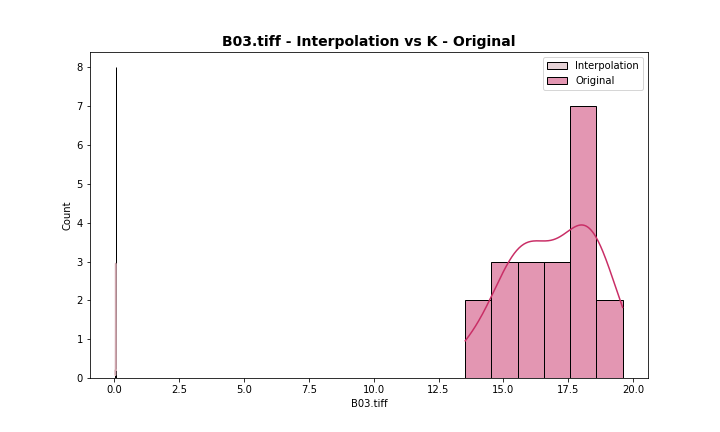 B03.tiff - Interpolation vs K - Original
Interpolation
Original
8
7
6
5
4
3
2
1
0
Count
0.0 2.5 5.0 7.5 10.0 12.5 15.0 17.5 20.0
B03.tiff